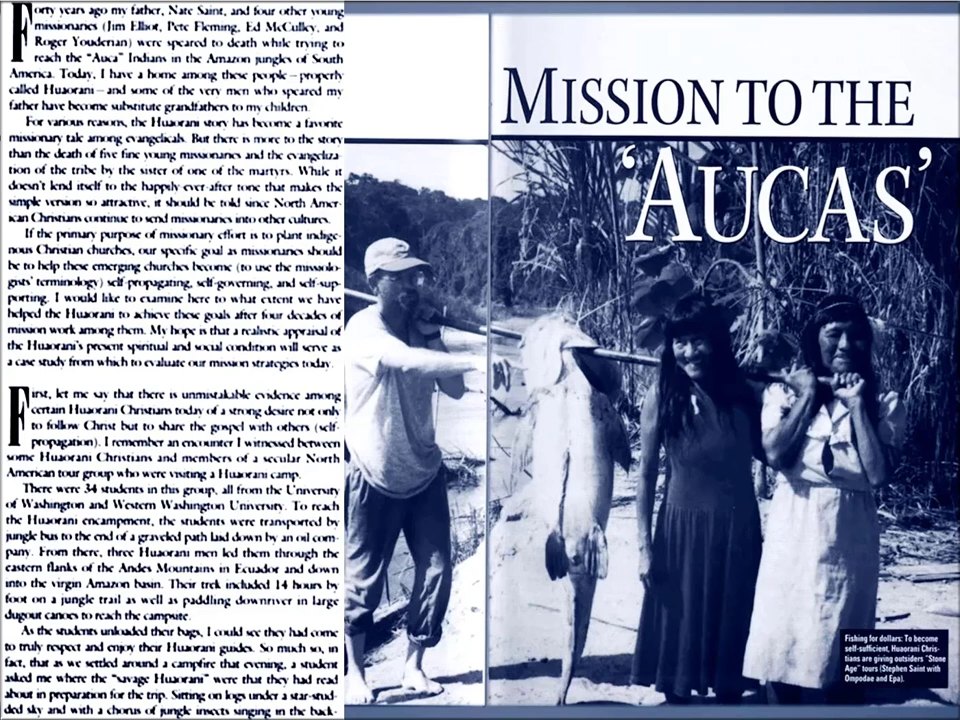 Forty years ago my father, Nate Saint, and four other young
missionaries (Jim Elliot, Pete Fleming, Ed McCulley, and
Roger Youderian) were speared to death while trying to
reach the "Auca" Indians in the Amazon jungles of South
America. Today, I have a home among these people—properly
called Huaorani—and some of the very men who speared my
father have become substitute grandfathers to my children.
For various reasons, the Huaorani story has become a favorite
missionary tale among evangelicals. But there is more to the story
than the death of five fine young missionaries and the evangeliza-
tion of the tribe by the sister of one of the martyrs. While it
doesn't lend itself to the happily-ever-after tone that makes the
simple version so attractive, it should be told since North Amer-
ican Christians continue to send missionaries into other cultures.
If the primary purpose of missionary effort is to plant indige-
nous Christian churches, our specific goal as missionaries should
be to help these emerging churches become (to use the missiolo-
gists' terminology) self-propagating, self-governing, and self-sup-
porting. I would like to examine here to what extent we have
helped the Huaorani to achieve these goals after four decades of
mission work among them. My hope is that a realistic appraisal of
the Huaorani's present spiritual and social condition will serve as
a case study from which to evaluate our mission strategies today.
First, let me say that there is unmistakable evidence among
certain Huaorani Christians today of a strong desire not only
to follow Christ but to share the gospel with others (self-
propagation). I remember an encounter I witnessed between
some Huaorani Christians and members of a secular North
American tour group who were visiting a Huaorani camp.
There were 34 students in this group, all from the University
of Washington and Western Washington University. To reach
the Huaorani encampment, the students were transported by
jungle bus to the end of a graveled path laid down by an oil com-
pany. From there, three Huaorani men led them through the
eastern flanks of the Andes Mountains in Ecuador and down
into the virgin Amazon basin. Their trek included 14 hours by
foot on a jungle trail as well as paddling downriver in large
dugout canoes to reach the campsite.
As the students unloaded their bags, I could see they had come
to truly respect and enjoy their Huaorani guides. So much so, in
fact, that as we settled around a campfire that evening, a student
asked me where the "savage Huaorani" were that they had read
about in preparation for the trip. Sitting on logs under a star-stud-
ded sky and with a chorus of jungle insects singing in the back-
MISSION TO THE
'AUCAS'
Fishing for dollars: To become
self-sufficient, Huaorani Chris-
tians are giving outsiders "Stone
Age" tours (Stephen Saint with
Ompodae and Epa).